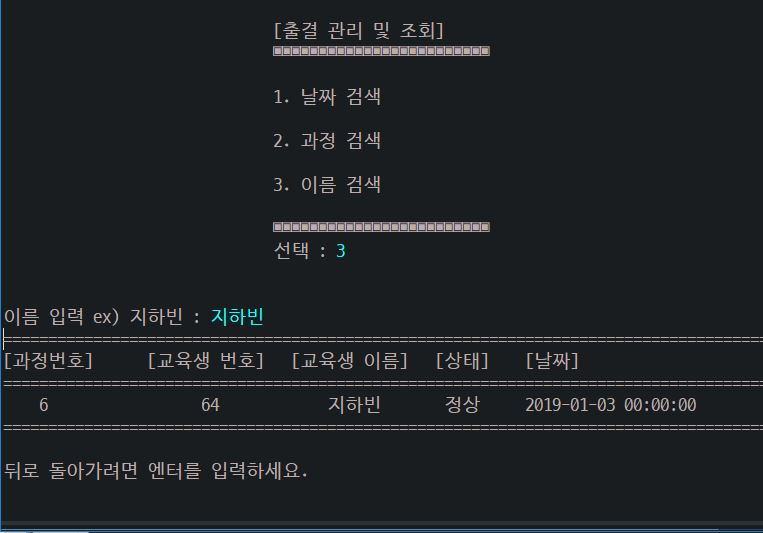 [출결 관리 및 조회]
▣▣▣▣▣▣▣▣▣▣▣▣▣▣▣▣▣▣▣▣▣▣▣▣
1. 날짜 검색
2. 과정 검색
3. 이름 검색
▣▣▣▣▣▣▣▣▣▣▣▣▣▣▣▣▣▣▣▣▣▣▣▣
선택 : 3
이름 입력 ex) 지하빈 : 지하빈
=====================================================================================
[과정번호] [교육생 번호] [교육생 이름] [상태] [날짜]
=====================================================================================
6 64 지하빈 정상 2019-01-03 00:00:00
=====================================================================================
뒤로 돌아가려면 엔터를 입력하세요.